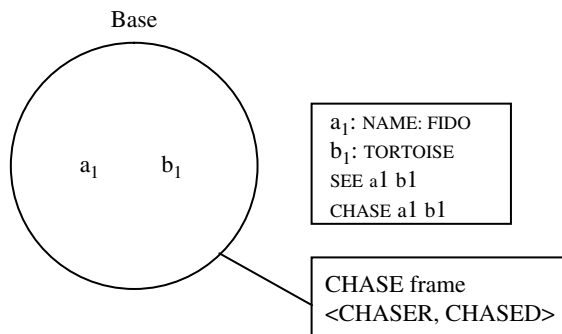 Base
a₁ b₁
a₁: NAME: FIDO
b₁: TORTOISE
SEE a1 b1
CHASE a1 b1
CHASE frame
<CHASER, CHASED>